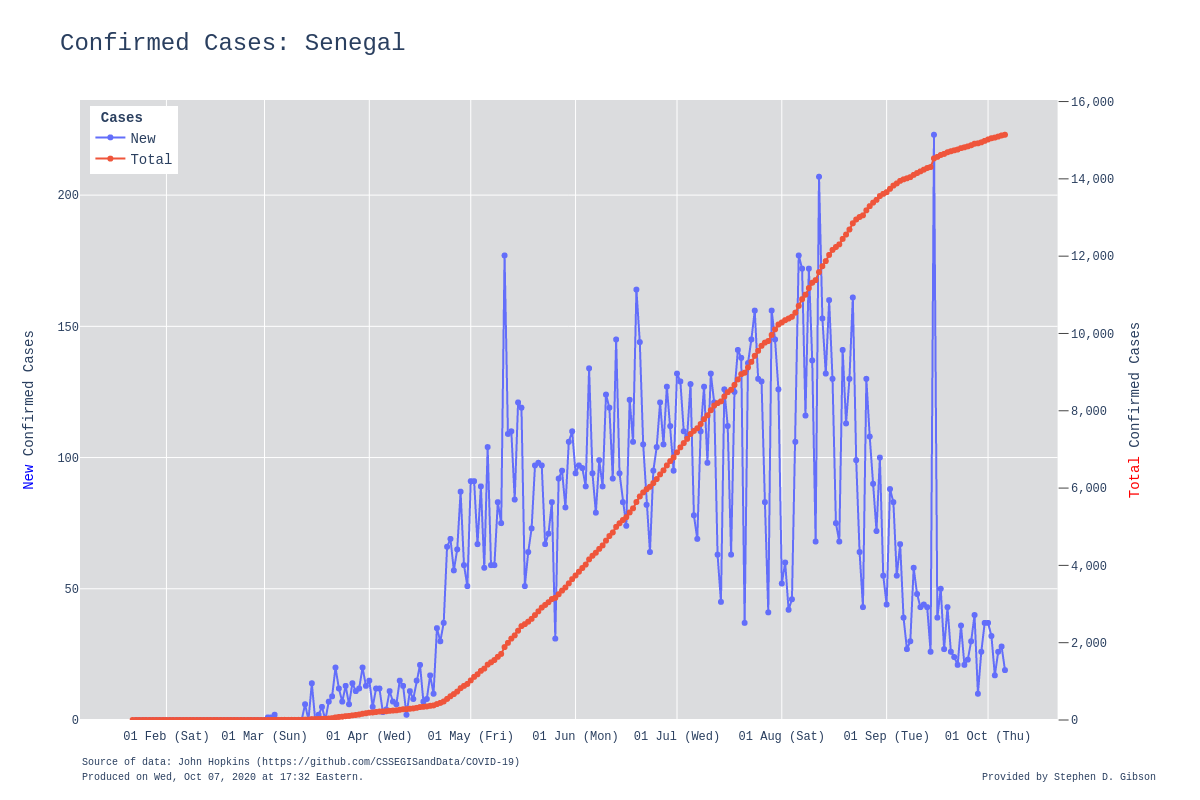 Confirmed Cases: Senegal
Cases
New
Total
200
150
100
50
0
16,000
14,000
12,000
10,000
8,000
6,000
4,000
2,000
0
New Confirmed Cases
Total Confirmed Cases
01 Feb (Sat) 01 Mar (Sun) 01 Apr (Wed) 01 May (Fri) 01 Jun (Mon) 01 Jul (Wed) 01 Aug (Sat) 01 Sep (Tue) 01 Oct (Thu)
Source of data: John Hopkins (https://github.com/CSSEGISandData/COVID-19)
Produced on Wed, Oct 07, 2020 at 17:32 Eastern.
Provided by Stephen D. Gibson